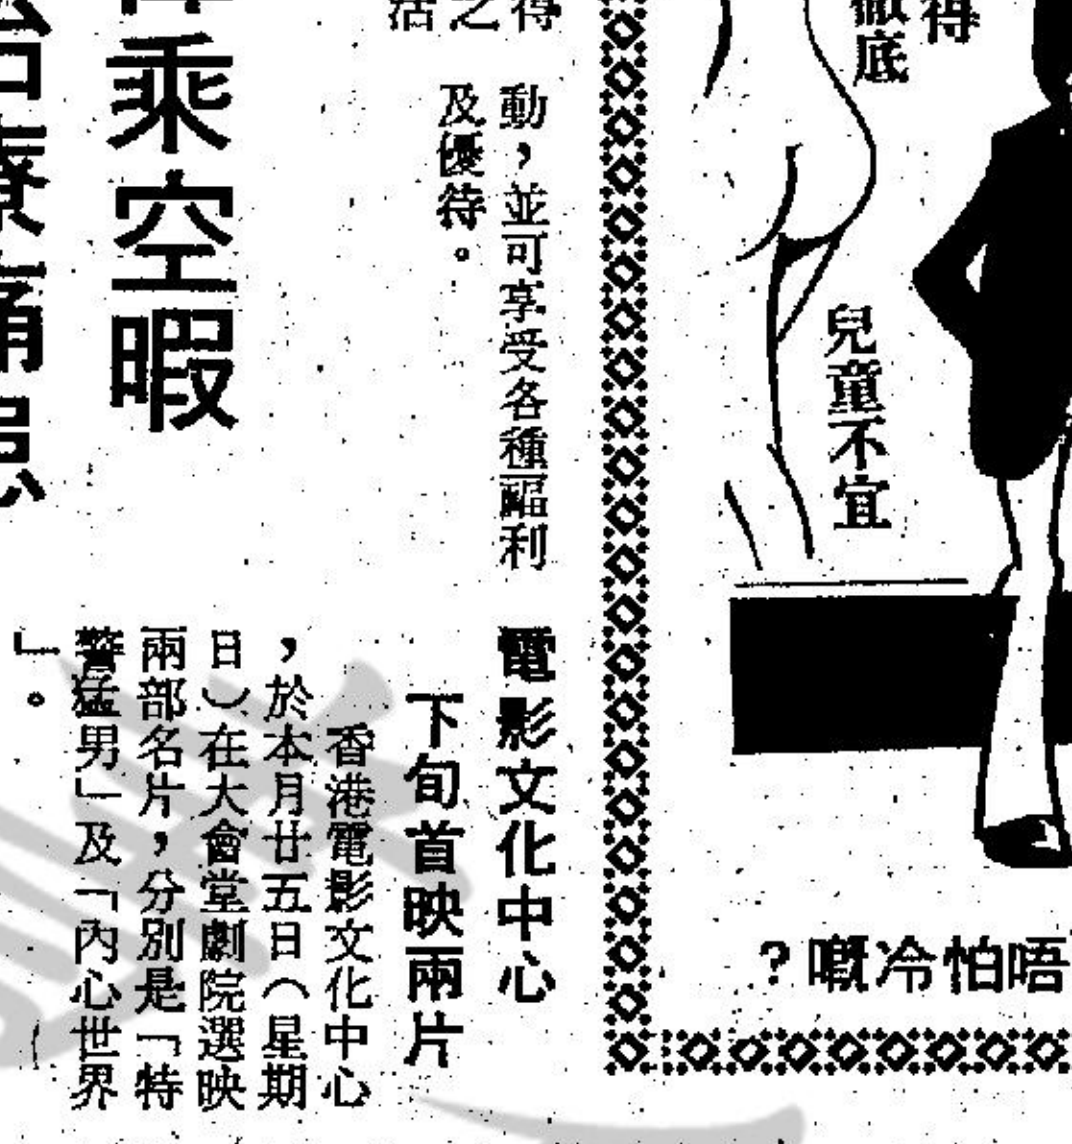 得
徹底
兒童不宜
?嘅冷怕唔
得
之
活
動，並可享受各種福利
及優待。
電影文化中心
下旬首映兩片
香港電影文化中心
，於本月廿五日（星期
日）在大會堂劇院選映
兩部名片，分別是「特
警猛男」及「內心世界
」。
乘空暇
療痛